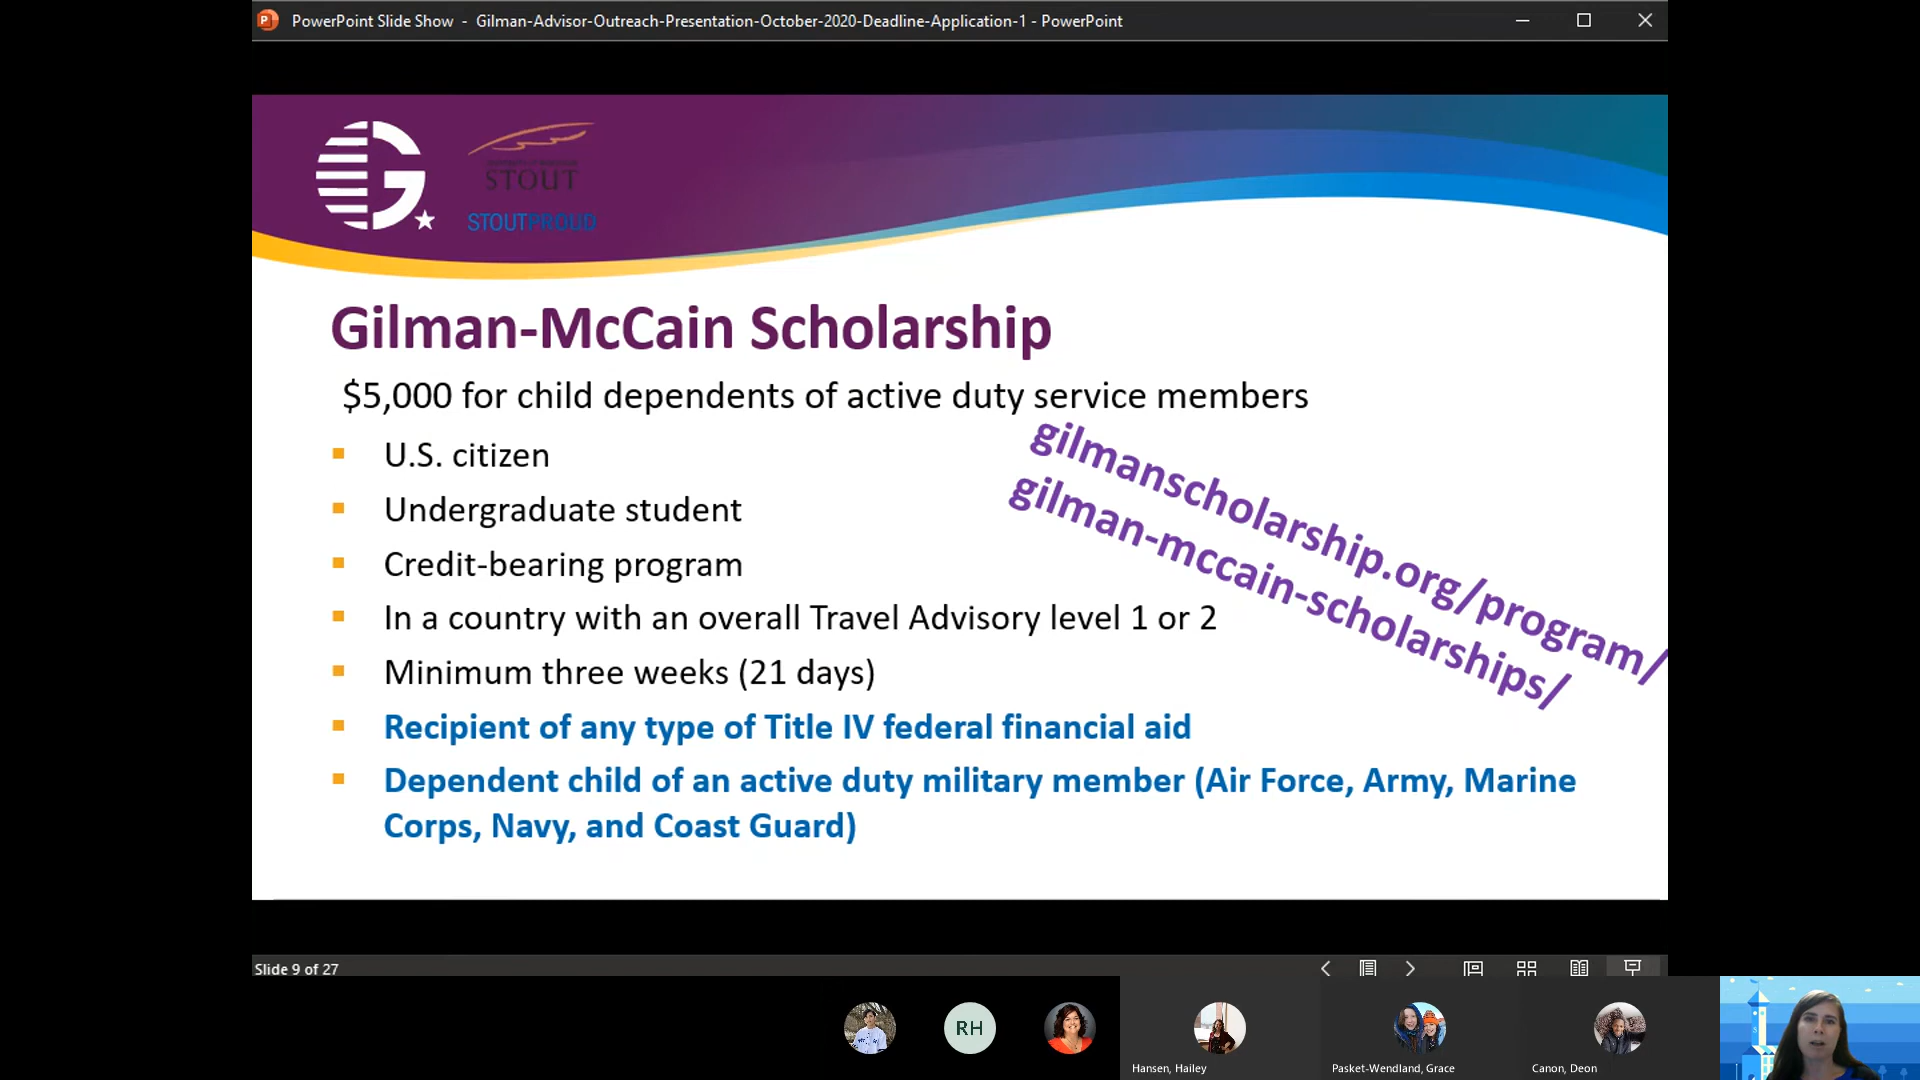 PowerPoint Slide Show - Gilman-Advisor-Outreach-Presentation-October-2020-Deadline-Application-1 - PowerPoint
STOUT
STOUTPROUD
Gilman-McCain Scholarship
$5,000 for child dependents of active duty service members
U.S. citizen
Undergraduate student
Credit-bearing program
In a country with an overall Travel Advisory level 1 or 2
Minimum three weeks (21 days)
gilmanscholarship.org/program/
gilman-mccain-scholarships/
Recipient of any type of Title IV federal financial aid
Dependent child of an active duty military member (Air Force, Army, Marine
Corps, Navy, and Coast Guard)
Slide 9 of 27
RH
Hansen, Hailey
Pasket-Wendland, Grace
Canon, Deon